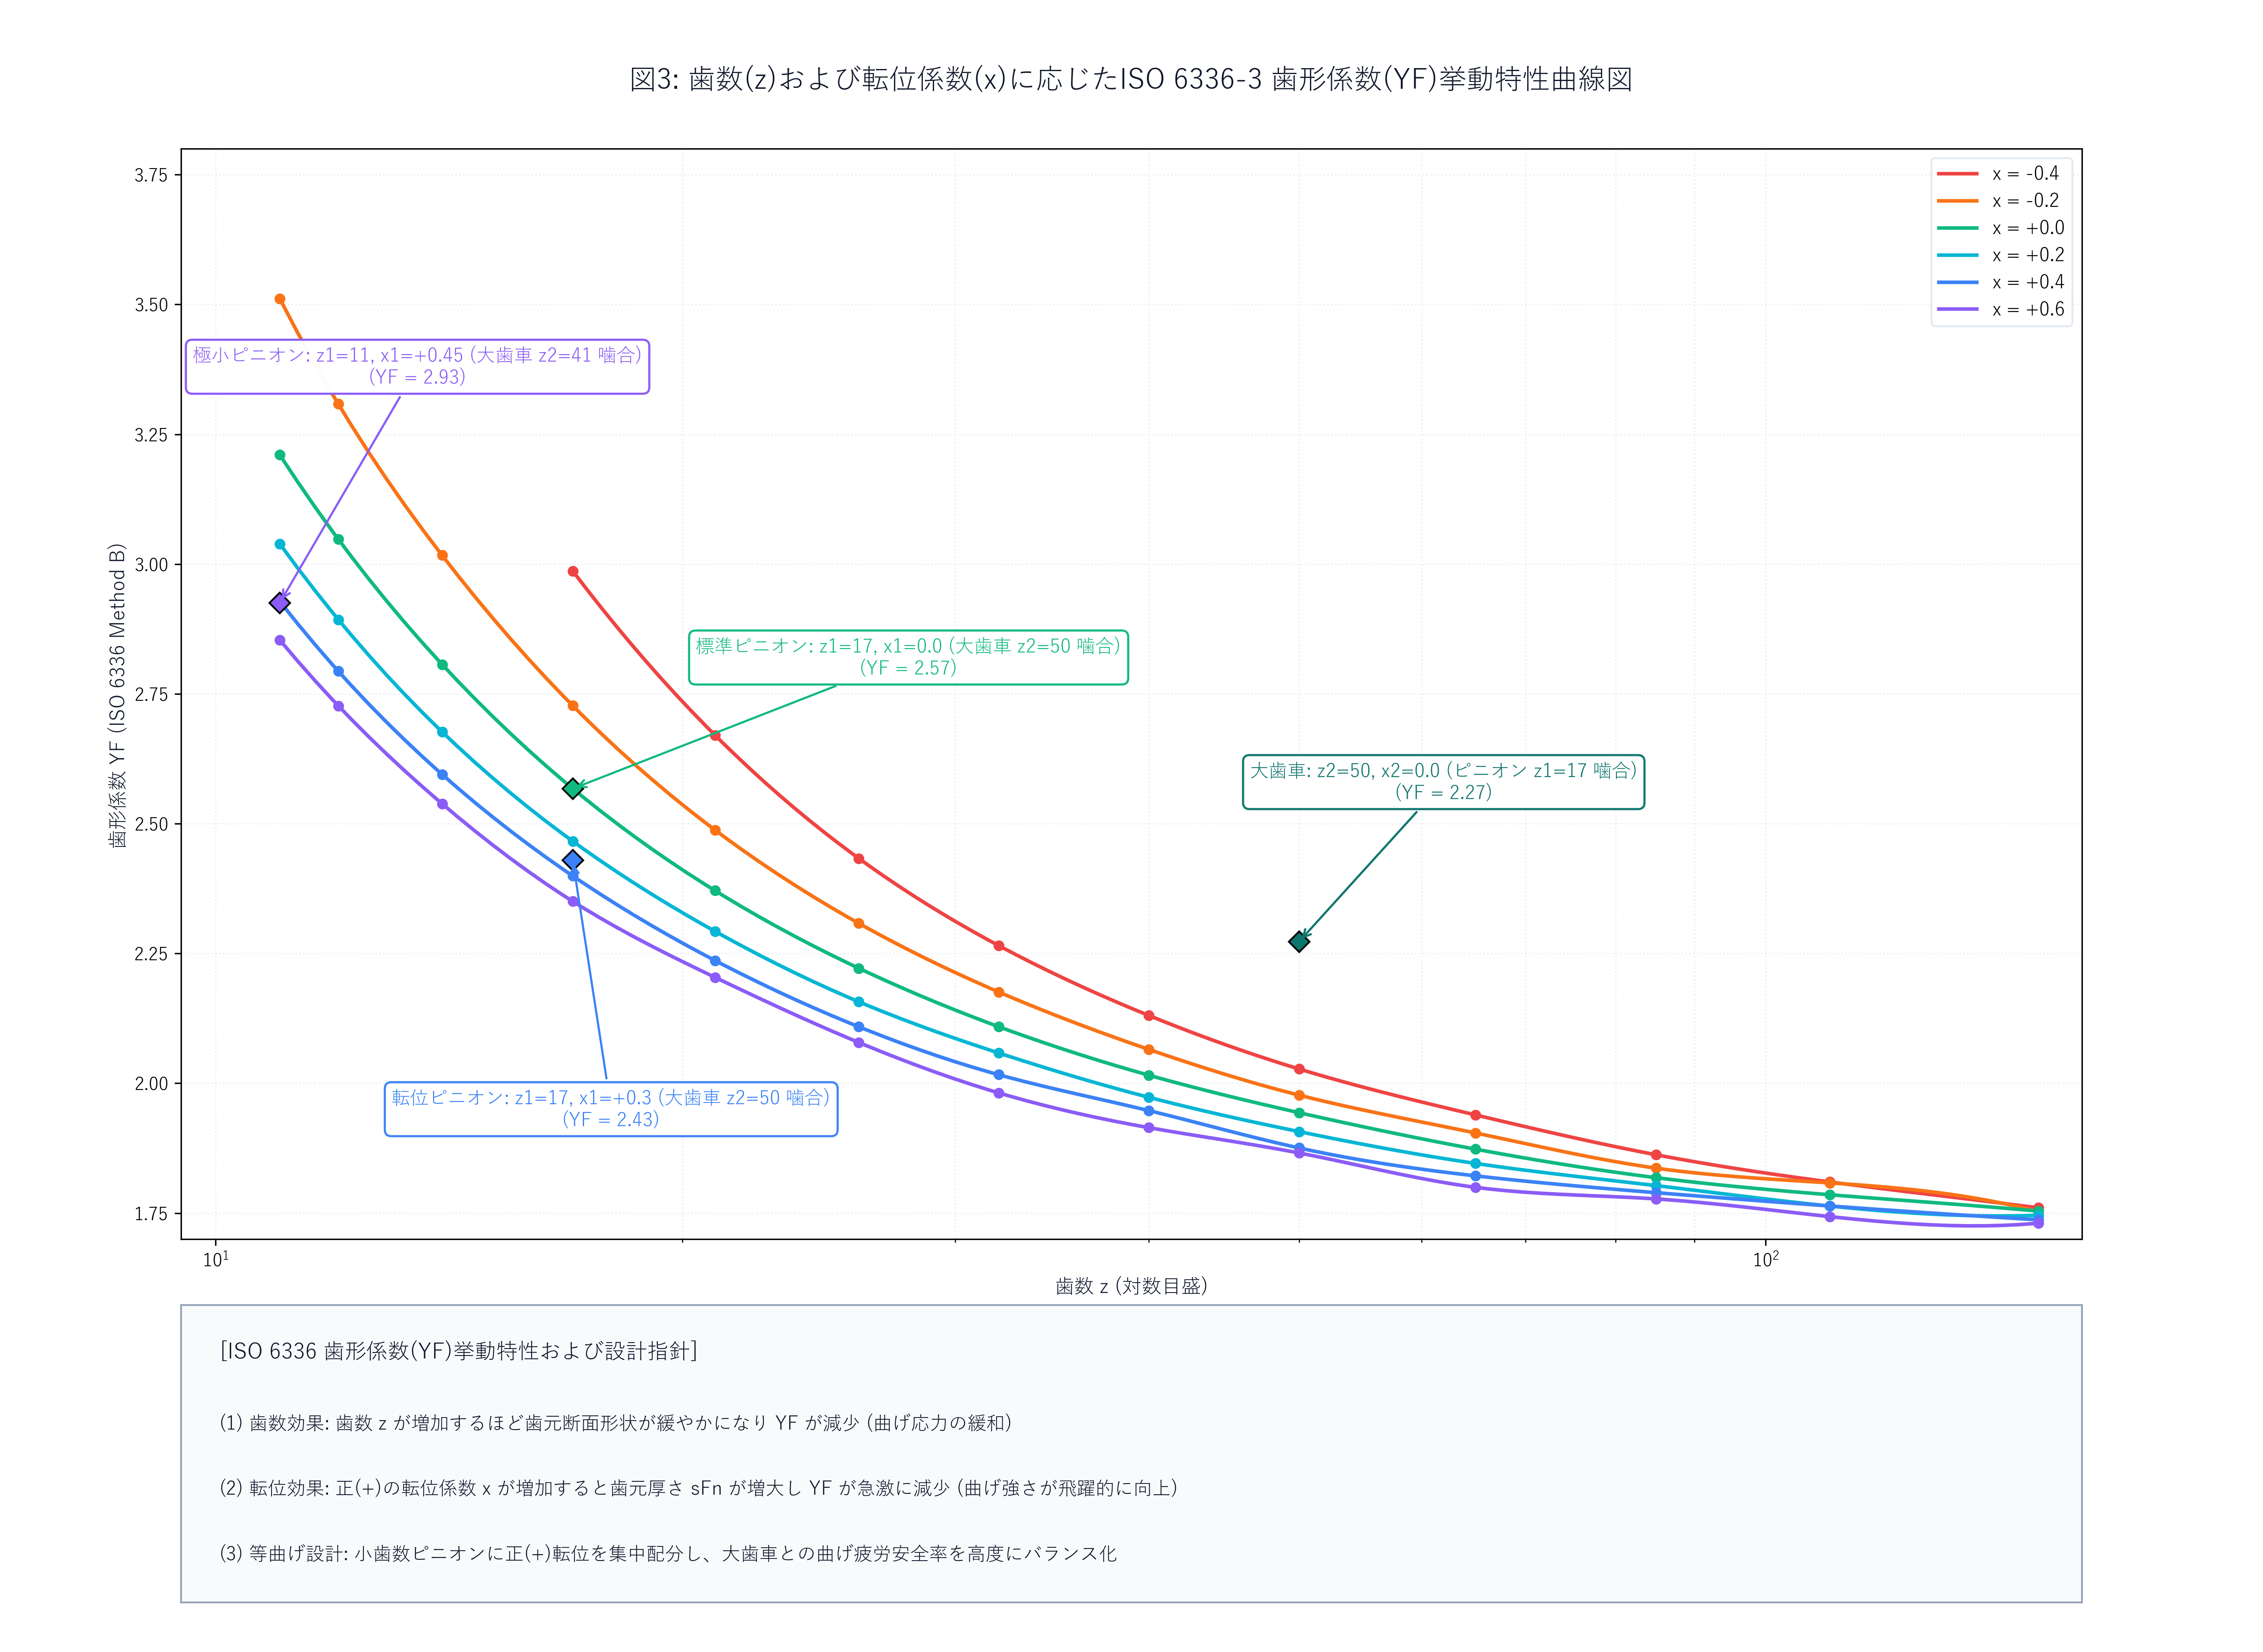 図3: 歯数(z)および転位係数(x)に応じたISO 6336-3 歯形係数(YF)挙動特性曲線図
x = -0.4
x = -0.2
x = +0.0
x = +0.2
x = +0.4
x = +0.6
歯形係数 YF (ISO 6336 Method B)
3.75
3.50
3.25
3.00
2.75
2.50
2.25
2.00
1.75
極小ピニオン: z1=11, x1=+0.45 (大歯車 z2=41 噛合)
(YF = 2.93)
標準ピニオン: z1=17, x1=0.0 (大歯車 z2=50 噛合)
(YF = 2.57)
大歯車: z2=50, x2=0.0 (ピニオン z1=17 噛合)
(YF = 2.27)
転位ピニオン: z1=17, x1=+0.3 (大歯車 z2=50 噛合)
(YF = 2.43)
10¹
10²
歯数 z (対数目盛)
[ISO 6336 歯形係数(YF)挙動特性および設計指針]
(1) 歯数効果: 歯数 z が増加するほど歯元断面形状が緩やかになり YF が減少 (曲げ応力の緩和)
(2) 転位効果: 正(+)の転位係数 x が増加すると歯元厚さ sFn が増大し YF が急激に減少 (曲げ強さが飛躍的に向上)
(3) 等曲げ設計: 小歯数ピニオンに正(+)転位を集中配分し、大歯車との曲げ疲労安全率を高度にバランス化